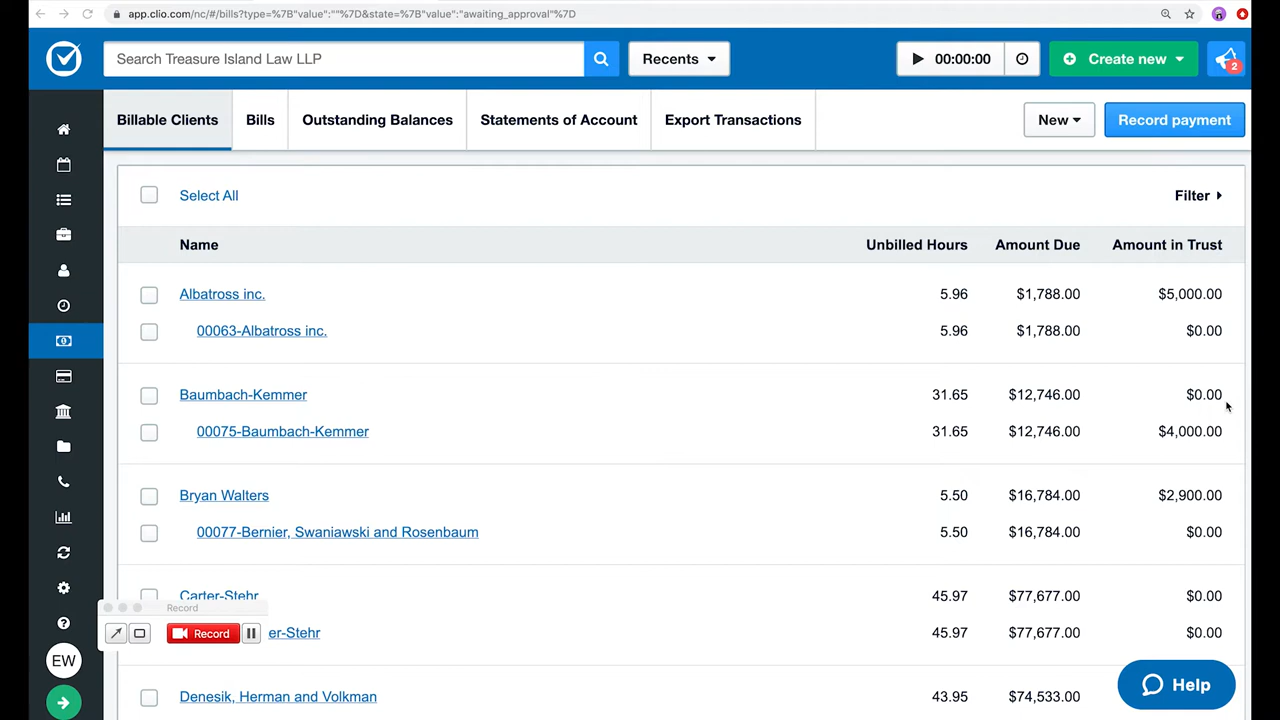 app.clio.com/nc/#/bills?type=%7B"value":""%7D&state=%7B"value":"awaiting_approval"%7D
Search Treasure Island Law LLP
Recents
00:00:00
Create new
2
Billable Clients
Bills
Outstanding Balances
Statements of Account
Export Transactions
New
Record payment
Select All
Filter
Name Unbilled Hours Amount Due Amount in Trust
Albatross inc. 5.96 $1,788.00 $5,000.00
00063-Albatross inc. 5.96 $1,788.00 $0.00
Baumbach-Kemmer 31.65 $12,746.00 $0.00
00075-Baumbach-Kemmer 31.65 $12,746.00 $4,000.00
Bryan Walters 5.50 $16,784.00 $2,900.00
00077-Bernier, Swaniawski and Rosenbaum 5.50 $16,784.00 $0.00
Carter-Stehr 45.97 $77,677.00 $0.00
er-Stehr 45.97 $77,677.00 $0.00
Denesik, Herman and Volkman 43.95 $74,533.00
Record
Record
EW
Help